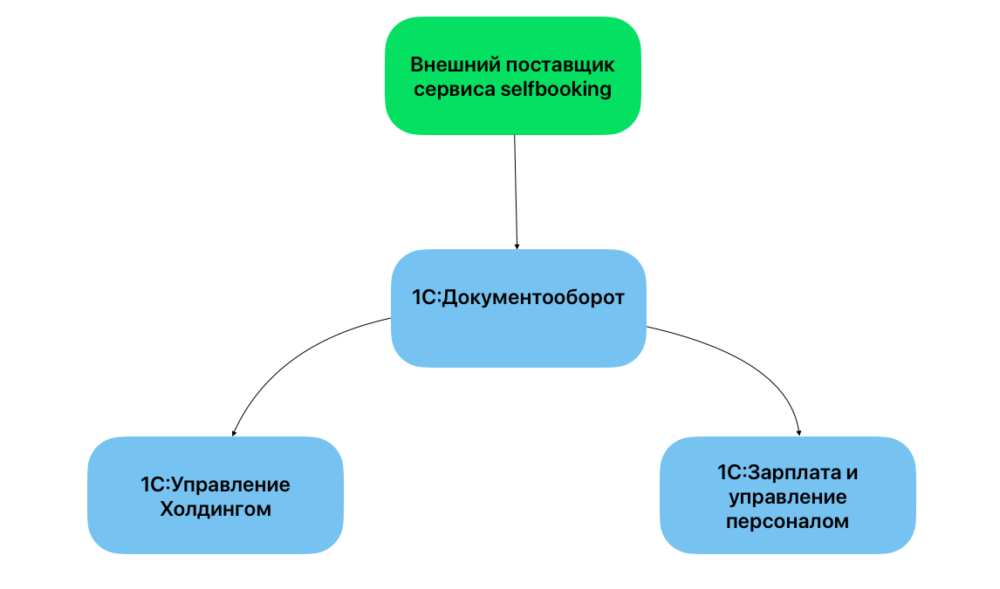 Внешний поставщик
сервиса selfbooking
1С:Документооборот
1С:Управление
Холдингом
1С:Зарплата и
управление
персоналом